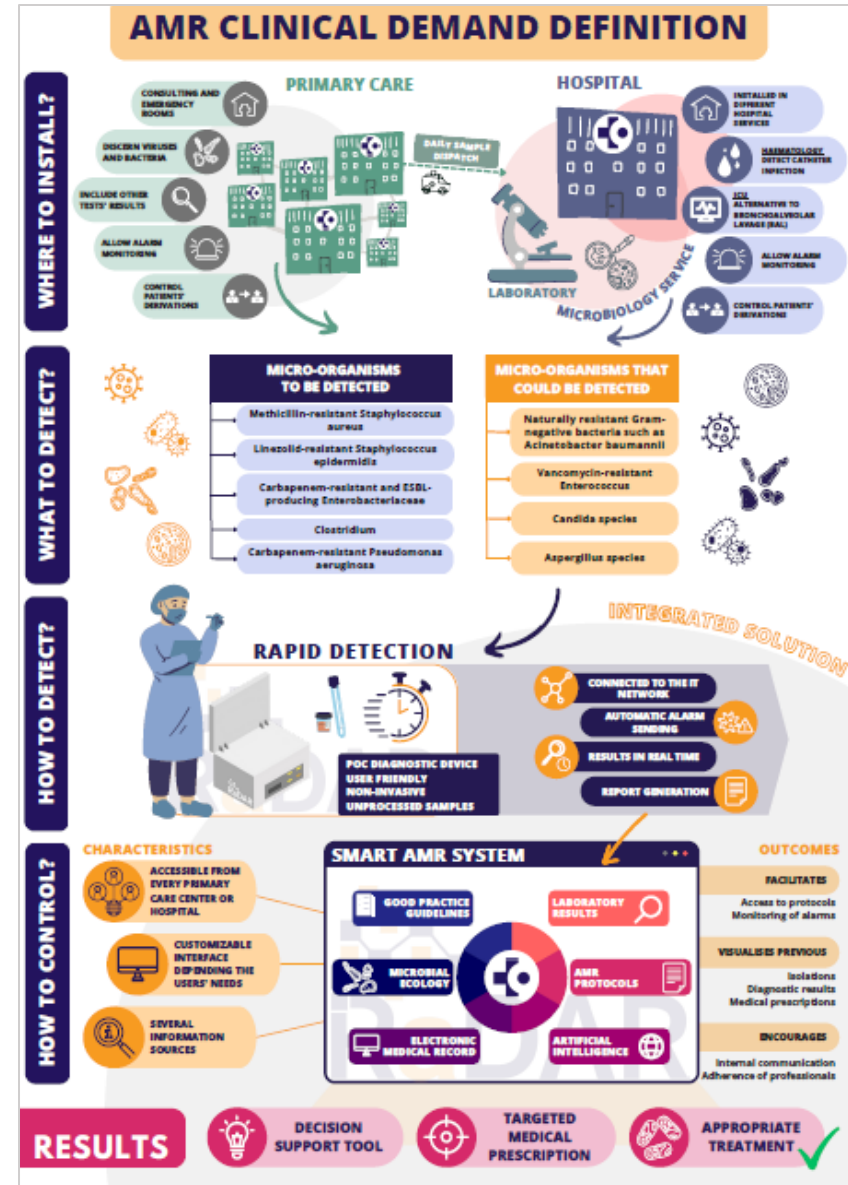 AMR CLINICAL DEMAND DEFINITION
WHERE TO INSTALL?
PRIMARY CARE
CONSULTING AND
EMERGENCY
ROOMS
DISCERN VIRUSES
AND BACTERIA
INCLUDE OTHER
TESTS' RESULTS
ALLOW ALARM
MONITORING
CONTROL
PATIENTS'
DERIVATIONS
DAILY SAMPLE
DISPATCH
HOSPITAL
LABORATORY
MICROBIOLOGY SERVICE
INSTALLED IN
DIFFERENT
HOSPITAL
SERVICES
HAEMATOLOGY
DETECT CATHETER
INFECTION
ICU
ALTERNATIVE TO
BRONCHOALVEOLAR
LAVAGE (BAL)
ALLOW ALARM
MONITORING
CONTROL PATIENTS'
DERIVATIONS
WHAT TO DETECT?
MICRO-ORGANISMS
TO BE DETECTED
Methicillin-resistant Staphylococcus
aureus
Linezolid-resistant Staphylococcus
epidermidis
Carbapenem-resistant and ESBL-
producing Enterobacteriaceae
Clostridium
Carbapenem-resistant Pseudomonas
aeruginosa
MICRO-ORGANISMS THAT
COULD BE DETECTED
Naturally resistant Gram-
negative bacteria such as
Acinetobacter baumannii
Vancomycin-resistant
Enterococcus
Candida species
Aspergillus species
HOW TO DETECT?
INTEGRATED SOLUTION
RAPID DETECTION
POC DIAGNOSTIC DEVICE
USER FRIENDLY
NON-INVASIVE
UNPROCESSED SAMPLES
CONNECTED TO THE IT
NETWORK
AUTOMATIC ALARM
SENDING
RESULTS IN REAL TIME
REPORT GENERATION
HOW TO CONTROL?
CHARACTERISTICS
ACCESSIBLE FROM
EVERY PRIMARY
CARE CENTER OR
HOSPITAL
CUSTOMIZABLE
INTERFACE
DEPENDING THE
USERS' NEEDS
SEVERAL
INFORMATION
SOURCES
SMART AMR SYSTEM
GOOD PRACTICE
GUIDELINES
LABORATORY
RESULTS
MICROBIAL
ECOLOGY
AMR
PROTOCOLS
ELECTRONIC
MEDICAL RECORD
ARTIFICIAL
INTELLIGENCE
OUTCOMES
FACILITATES
Access to protocols
Monitoring of alarms
VISUALISES PREVIOUS
Isolations
Diagnostic results
Medical prescriptions
ENCOURAGES
Internal communication
Adherence of professionals
RESULTS
DECISION
SUPPORT TOOL
TARGETED
MEDICAL
PRESCRIPTION
APPROPRIATE
TREATMENT